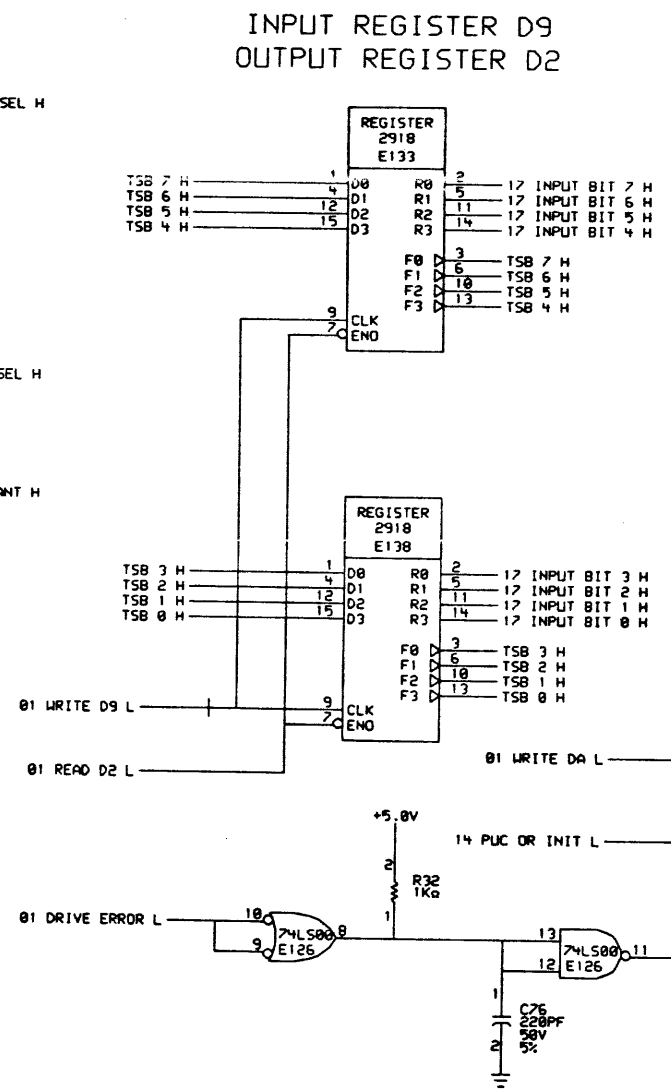 INPUT REGISTER D9
OUTPUT REGISTER D2
SEL H
REGISTER
2918
E133
TSB 7 H 1 D0 R0 2 17 INPUT BIT 7 H
TSB 6 H 4 D1 R1 5 17 INPUT BIT 6 H
TSB 5 H 12 D2 R2 11 17 INPUT BIT 5 H
TSB 4 H 15 D3 R3 14 17 INPUT BIT 4 H
F0 3 TSB 7 H
F1 6 TSB 6 H
F2 10 TSB 5 H
F3 13 TSB 4 H
9 CLK
7 ENO
SEL H
ANT H
REGISTER
2918
E138
TSB 3 H 1 D0 R0 2 17 INPUT BIT 3 H
TSB 2 H 4 D1 R1 5 17 INPUT BIT 2 H
TSB 1 H 12 D2 R2 11 17 INPUT BIT 1 H
TSB 0 H 15 D3 R3 14 17 INPUT BIT 0 H
F0 3 TSB 3 H
F1 6 TSB 2 H
F2 10 TSB 1 H
F3 13 TSB 0 H
01 WRITE D9 L 9 CLK
7 ENO
01 READ D2 L
01 WRITE DA L
+5.0V
14 PUC OR INIT L
2
R32
1KΩ
1
01 DRIVE ERROR L
10
9
74LS00
E126
8
13
12
74LS00
E126
11
1
C76
220PF
50V
5%
2